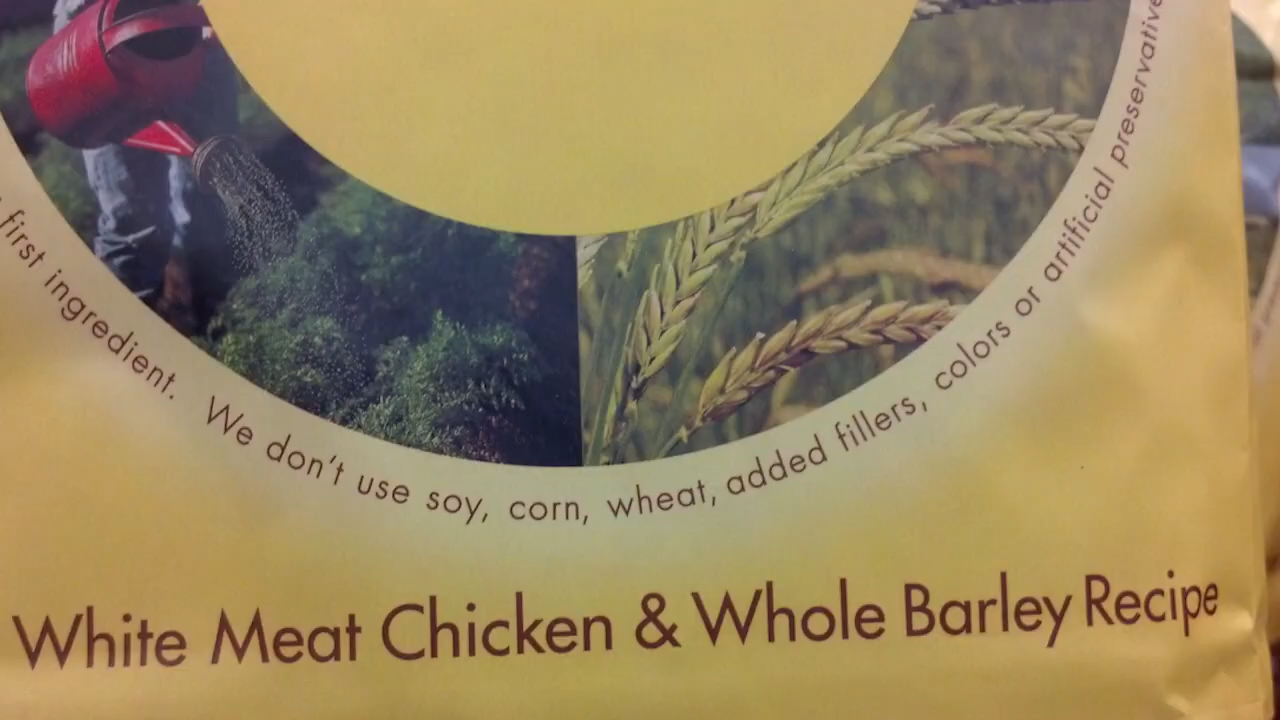 first ingredient. We don't use soy, corn, wheat, added fillers, colors or artificial preservative
White Meat Chicken & Whole Barley Recipe